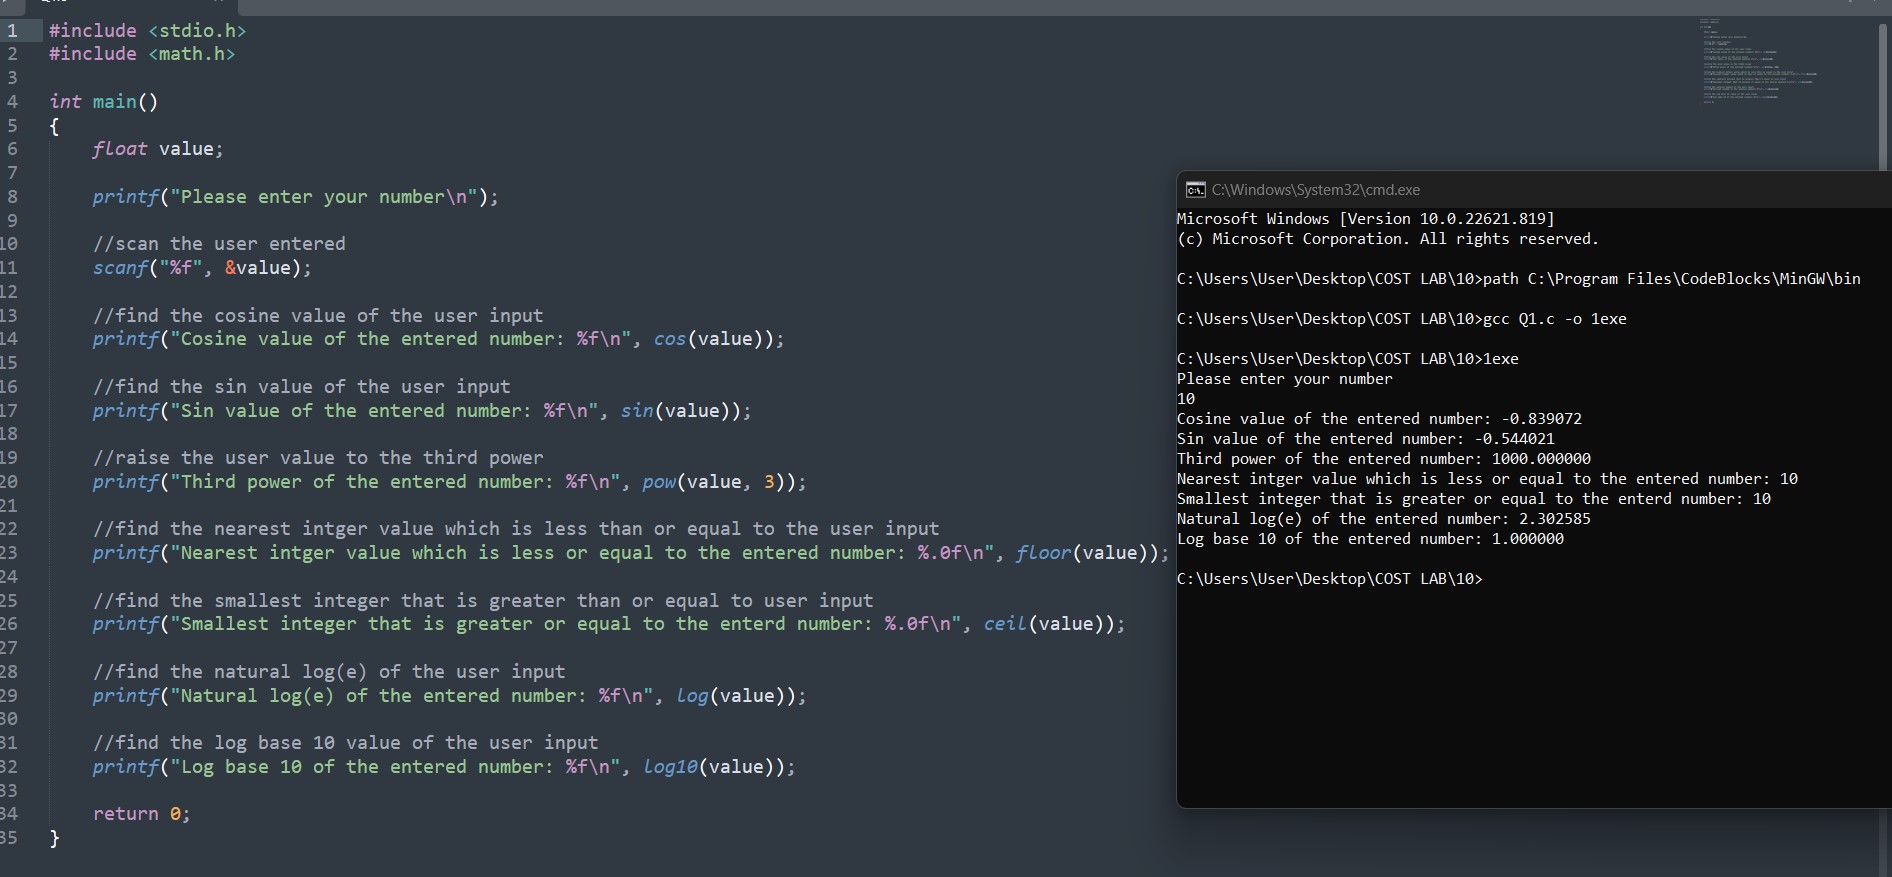 1 #include <stdio.h>
2 #include <math.h>
3
4 int main()
5 {
6 float value;
7
8 printf("Please enter your number\n");
9
10 //scan the user entered
11 scanf("%f", &value);
12
13 //find the cosine value of the user input
14 printf("Cosine value of the entered number: %f\n", cos(value));
15
16 //find the sin value of the user input
17 printf("Sin value of the entered number: %f\n", sin(value));
18
19 //raise the user value to the third power
20 printf("Third power of the entered number: %f\n", pow(value, 3));
21
22 //find the nearest intger value which is less than or equal to the user input
23 printf("Nearest intger value which is less or equal to the entered number: %.0f\n", floor(value));
24
25 //find the smallest integer that is greater than or equal to user input
26 printf("Smallest integer that is greater or equal to the enterd number: %.0f\n", ceil(value));
27
28 //find the natural log(e) of the user input
29 printf("Natural log(e) of the entered number: %f\n", log(value));
30
31 //find the log base 10 value of the user input
32 printf("Log base 10 of the entered number: %f\n", log10(value));
33
34 return 0;
35 }
C:\Windows\System32\cmd.exe
Microsoft Windows [Version 10.0.22621.819]
(c) Microsoft Corporation. All rights reserved.
C:\Users\User\Desktop\COST LAB\10>path C:\Program Files\CodeBlocks\MinGW\bin
C:\Users\User\Desktop\COST LAB\10>gcc Q1.c -o 1exe
C:\Users\User\Desktop\COST LAB\10>1exe
Please enter your number
10
Cosine value of the entered number: -0.839072
Sin value of the entered number: -0.544021
Third power of the entered number: 1000.000000
Nearest intger value which is less or equal to the entered number: 10
Smallest integer that is greater or equal to the enterd number: 10
Natural log(e) of the entered number: 2.302585
Log base 10 of the entered number: 1.000000
C:\Users\User\Desktop\COST LAB\10>